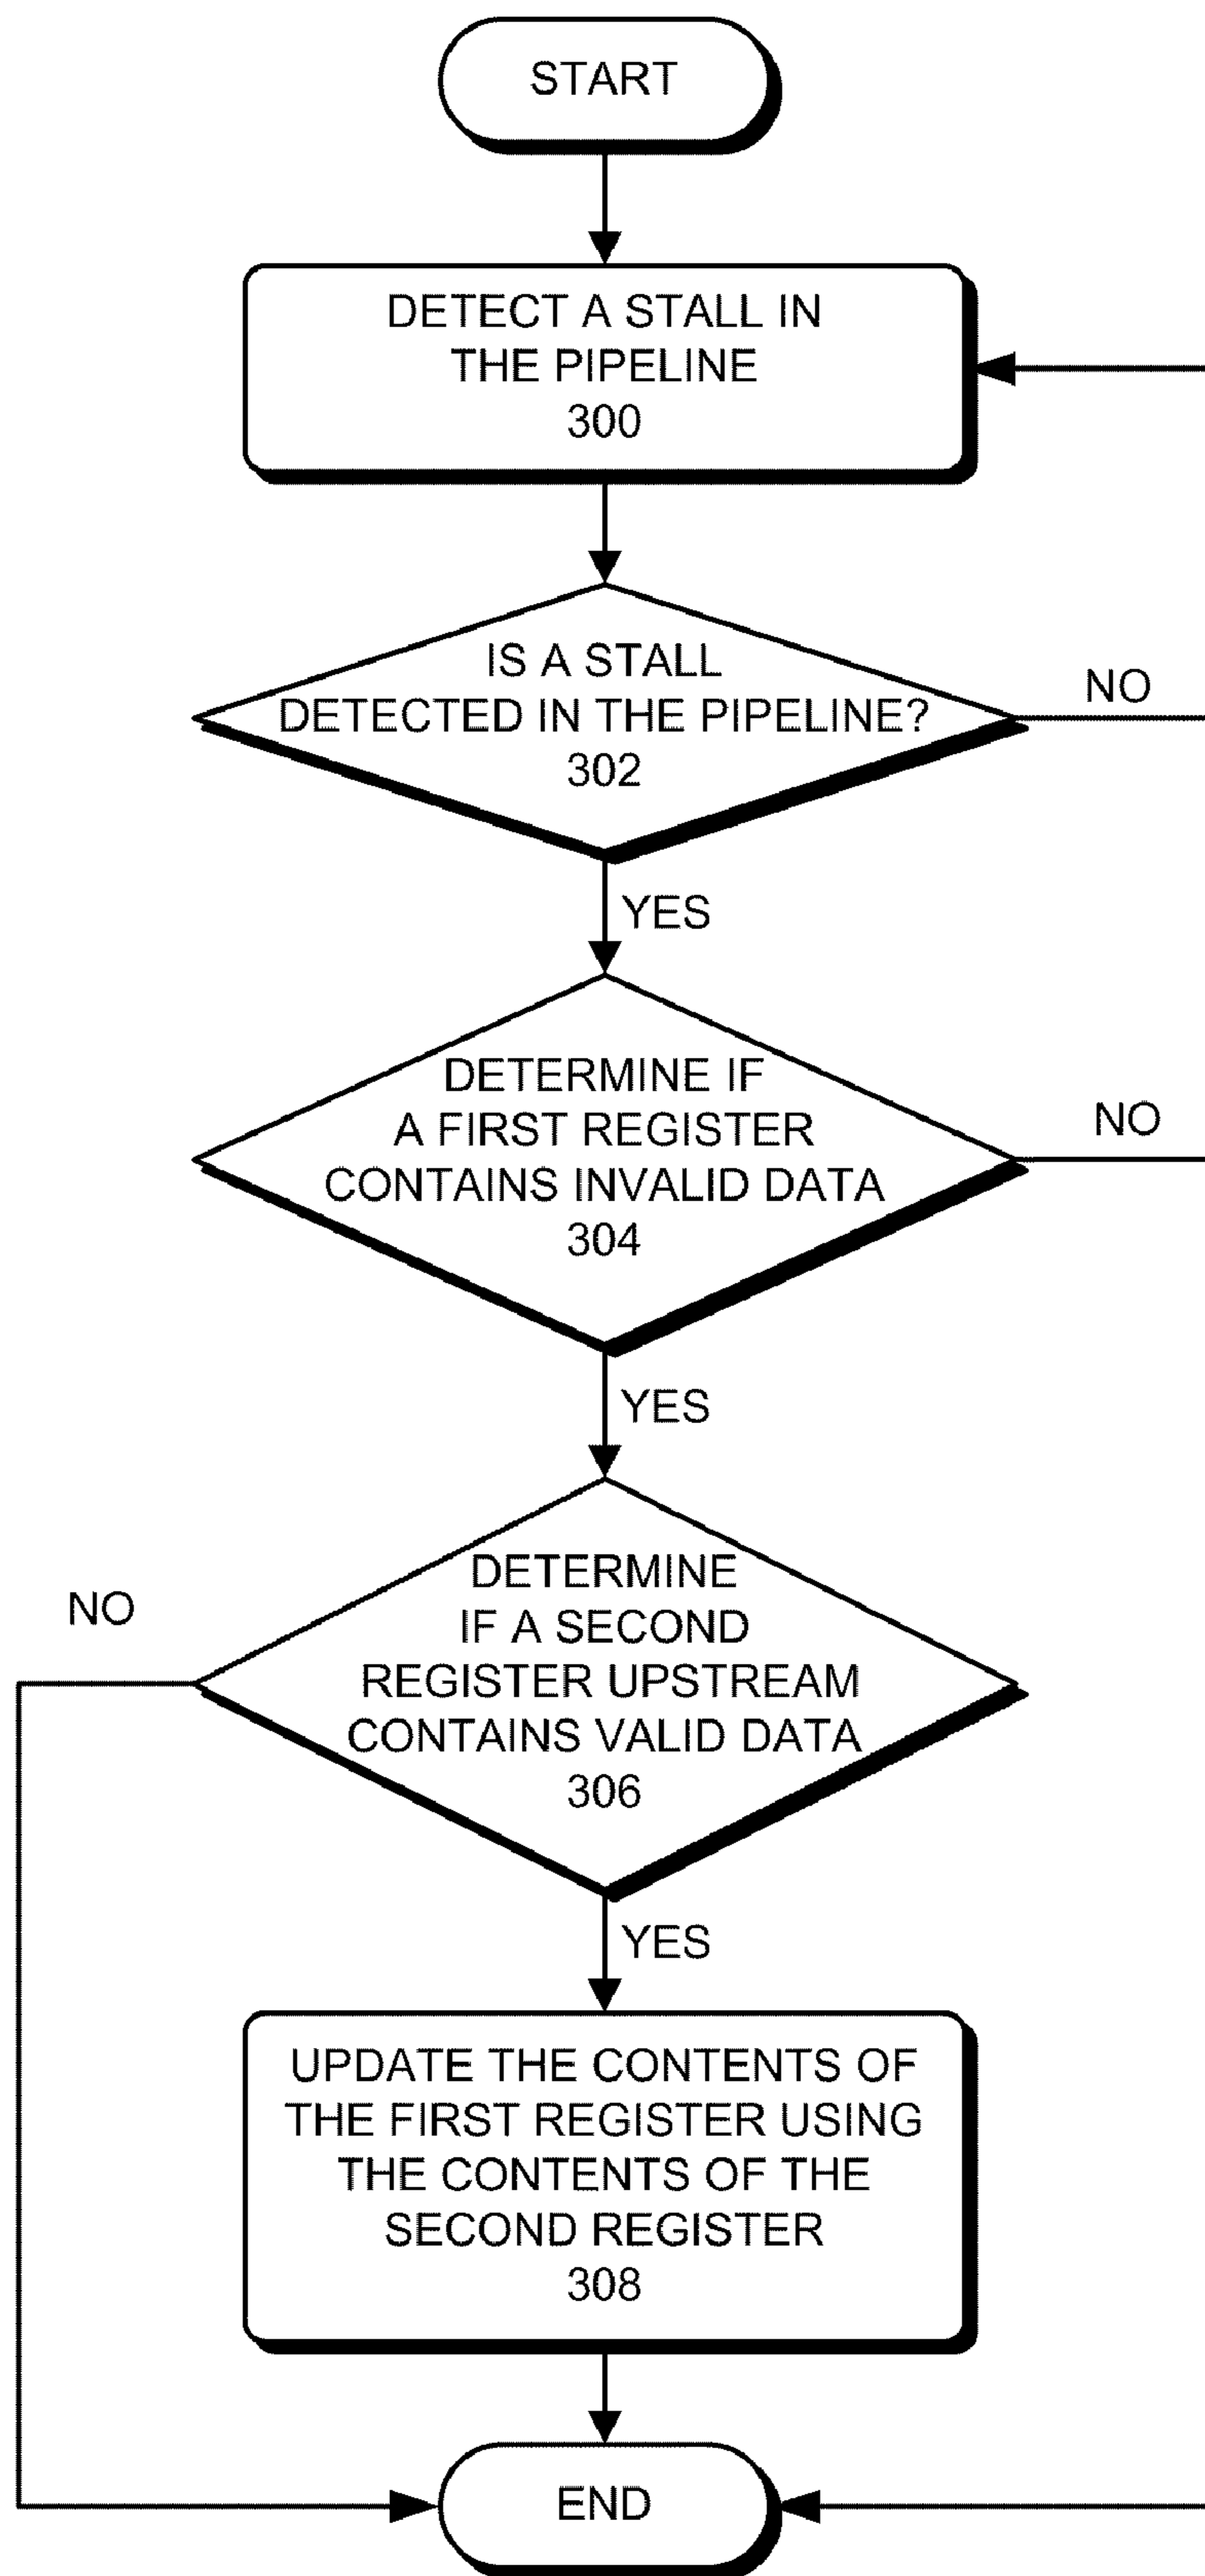 START
DETECT A STALL IN
THE PIPELINE
300
IS A STALL
DETECTED IN THE PIPELINE?
302
NO
YES
DETERMINE IF
A FIRST REGISTER
CONTAINS INVALID DATA
304
NO
YES
DETERMINE
IF A SECOND
REGISTER UPSTREAM
CONTAINS VALID DATA
306
NO
YES
UPDATE THE CONTENTS OF
THE FIRST REGISTER USING
THE CONTENTS OF THE
SECOND REGISTER
308
END